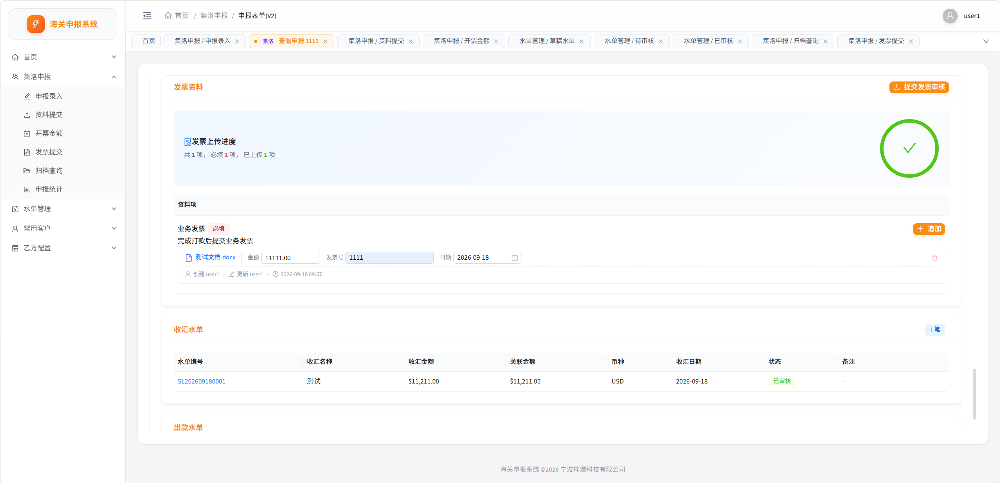 海关申报系统
首页
集洛申报
申报录入
资料提交
开票金额
发票提交
归档查询
申报统计
水单管理
常用客户
乙方配置
首页 / 集洛申报 / 申报表单(V2)
user1
首页
集洛申报 / 申报录入
集洛 查看申报 1111
集洛申报 / 资料提交
集洛申报 / 开票金额
水单管理 / 草稿水单
水单管理 / 待审核
水单管理 / 已审核
集洛申报 / 归档查询
集洛申报 / 发票提交
发票资料
提交发票审核
发票上传进度
共 1 项， 必填 1 项， 已上传 1 项
资料项
业务发票 必填
追加
完成打款后提交业务发票
测试文档.docx 金额 11111.00 发票号 1111 日期 2026-09-18
创建 user1 • 更新 user1 • 2026-09-18 09:57
收汇水单
1 笔
水单编号 收汇名称 收汇金额 关联金额 币种 收汇日期 状态 备注
SL202609180001 测试 $11,211.00 $11,211.00 USD 2026-09-18 已审核 -
出款水单
海关申报系统 ©2026 宁波梓熠科技有限公司